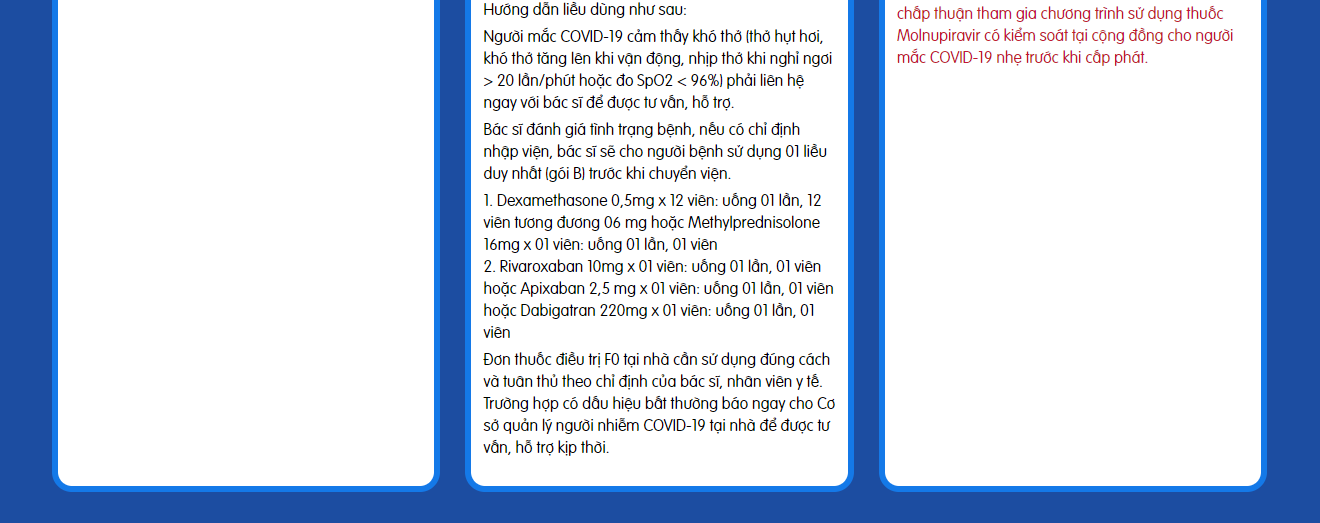 Hướng dẫn liều dùng như sau:
Người mắc COVID-19 cảm thấy khó thở (thở hụt hơi,
khó thở tăng lên khi vận động, nhịp thở khi nghỉ ngơi
> 20 lần/phút hoặc đo SpO2 < 96%) phải liên hệ
ngay với bác sĩ để được tư vấn, hỗ trợ.
Bác sĩ đánh giá tình trạng bệnh, nếu có chỉ định
nhập viện, bác sĩ sẽ cho người bệnh sử dụng 01 liều
duy nhất (gói B) trước khi chuyển viện.
1. Dexamethasone 0,5mg x 12 viên: uống 01 lần, 12
viên tương đương 06 mg hoặc Methylprednisolone
16mg x 01 viên: uống 01 lần, 01 viên
2. Rivaroxaban 10mg x 01 viên: uống 01 lần, 01 viên
hoặc Apixaban 2,5 mg x 01 viên: uống 01 lần, 01 viên
hoặc Dabigatran 220mg x 01 viên: uống 01 lần, 01
viên
Đơn thuốc điều trị F0 tại nhà cần sử dụng đúng cách
và tuân thủ theo chỉ định của bác sĩ, nhân viên y tế.
Trường hợp có dấu hiệu bất thường báo ngay cho Cơ
sở quản lý người nhiễm COVID-19 tại nhà để được tư
vấn, hỗ trợ kịp thời.
chấp thuận tham gia chương trình sử dụng thuốc
Molnupiravir có kiểm soát tại cộng đồng cho người
mắc COVID-19 nhẹ trước khi cấp phát.